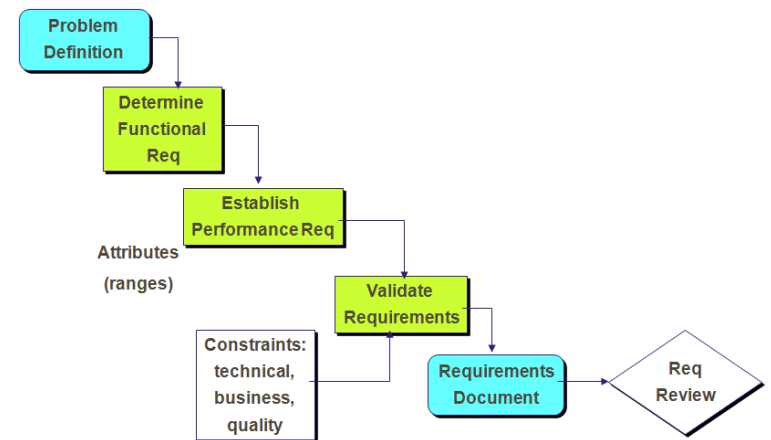 Problem
Definition
Determine
Functional
Req
Establish
Performance Req
Attributes
(ranges)
Validate
Requirements
Constraints:
technical,
business,
quality
Requirements
Document
Req
Review